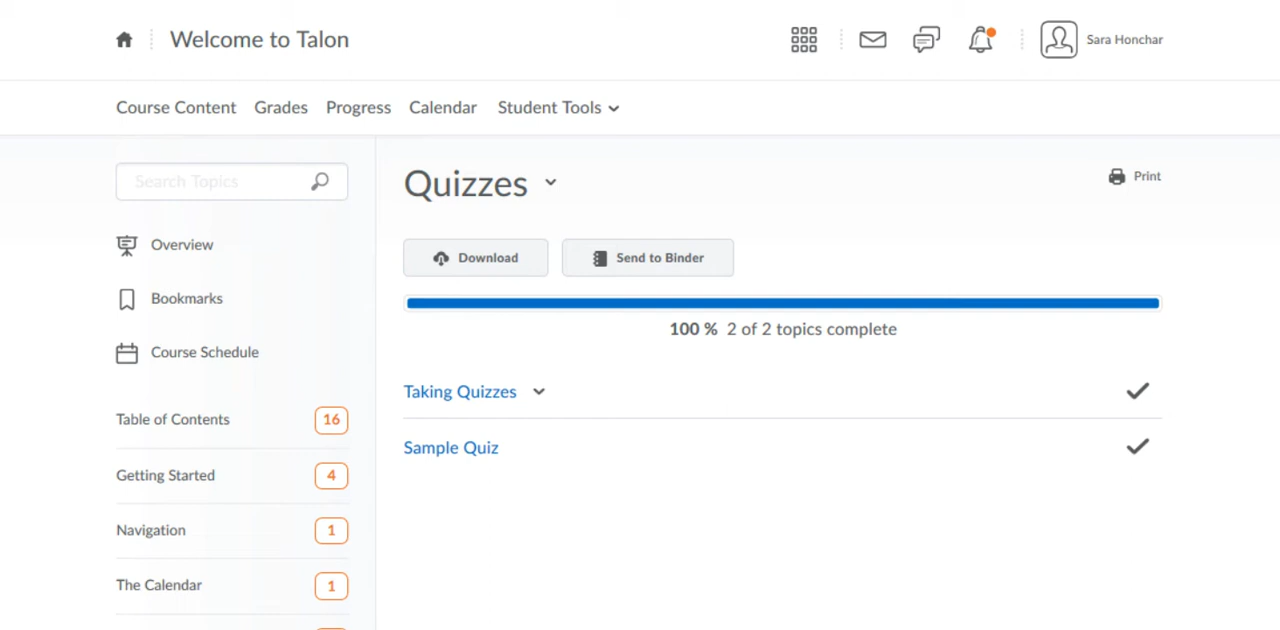 Welcome to Talon
Sara Honchar
Course Content Grades Progress Calendar Student Tools
Search Topics
Overview
Bookmarks
Course Schedule
Table of Contents 16
Getting Started 4
Navigation 1
The Calendar 1
Quizzes
Print
Download Send to Binder
100 % 2 of 2 topics complete
Taking Quizzes
Sample Quiz